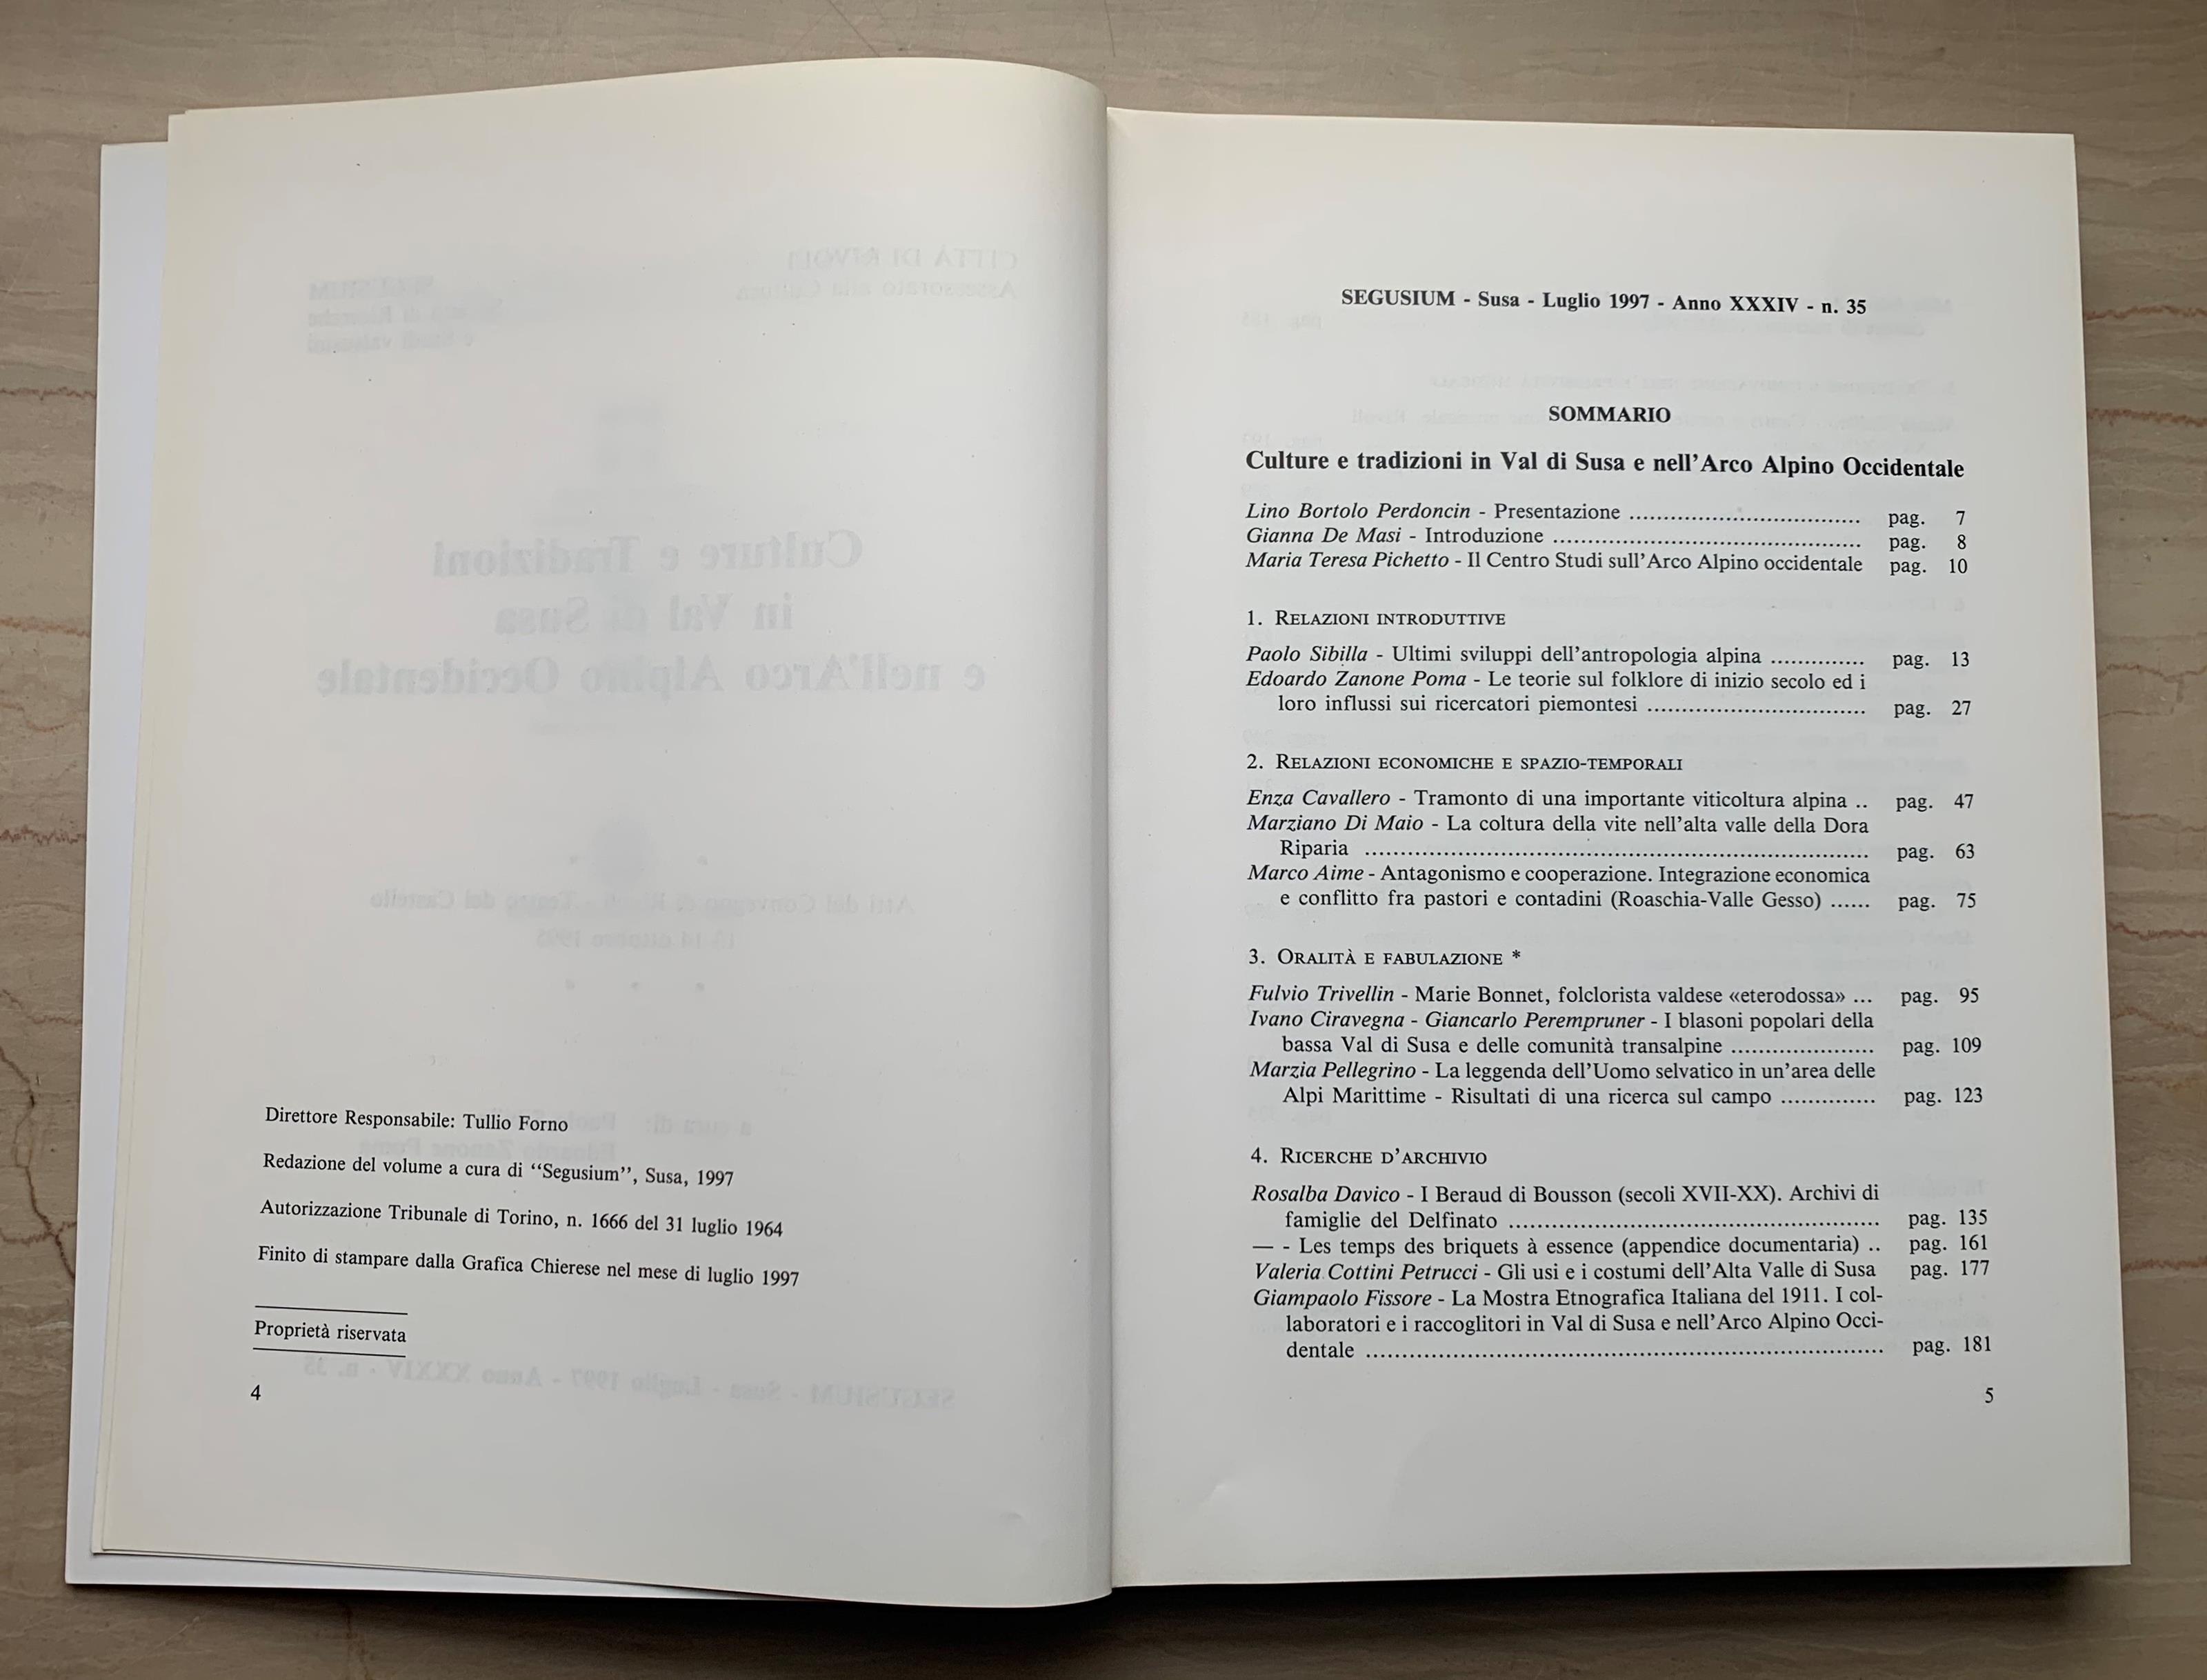 Direttore Responsabile: Tullio Forno
Redazione del volume a cura di “Segusium”, Susa, 1997
Autorizzazione Tribunale di Torino, n. 1666 del 31 luglio 1964
Finito di stampare dalla Grafica Chierese nel mese di luglio 1997
Proprietà riservata
4
SEGUSIUM - Susa - Luglio 1997 - Anno XXXIV - n. 35
SOMMARIO
Culture e tradizioni in Val di Susa e nell'Arco Alpino Occidentale
Lino Bortolo Perdoncin - Presentazione ................................. pag. 7
Gianna De Masi - Introduzione ............................................ pag. 8
Maria Teresa Pichetto - Il Centro Studi sull'Arco Alpino occidentale pag. 10
1. RELAZIONI INTRODUTTIVE
Paolo Sibilla - Ultimi sviluppi dell'antropologia alpina .............. pag. 13
Edoardo Zanone Poma - Le teorie sul folklore di inizio secolo ed i
loro influssi sui ricercatori piemontesi ................................ pag. 27
2. RELAZIONI ECONOMICHE E SPAZIO-TEMPORALI
Enza Cavallero - Tramonto di una importante viticoltura alpina .. pag. 47
Marziano Di Maio - La coltura della vite nell'alta valle della Dora
Riparia ......................................................................... pag. 63
Marco Aime - Antagonismo e cooperazione. Integrazione economica
e conflitto fra pastori e contadini (Roaschia-Valle Gesso) ...... pag. 75
3. ORALITÀ E FABULAZIONE *
Fulvio Trivellin - Marie Bonnet, folclorista valdese «eterodossa» ... pag. 95
Ivano Ciravegna - Giancarlo Perempruner - I blasoni popolari della
bassa Val di Susa e delle comunità transalpine ..................... pag. 109
Marzia Pellegrino - La leggenda dell'Uomo selvatico in un'area delle
Alpi Marittime - Risultati di una ricerca sul campo .............. pag. 123
4. RICERCHE D'ARCHIVIO
Rosalba Davico - I Beraud di Bousson (secoli XVII-XX). Archivi di
famiglie del Delfinato ...................................................... pag. 135
— - Les temps des briquets à essence (appendice documentaria) .. pag. 161
Valeria Cottini Petrucci - Gli usi e i costumi dell'Alta Valle di Susa pag. 177
Giampaolo Fissore - La Mostra Etnografica Italiana del 1911. I col-
laboratori e i raccoglitori in Val di Susa e nell'Arco Alpino Occi-
dentale ........................................................................... pag. 181
5